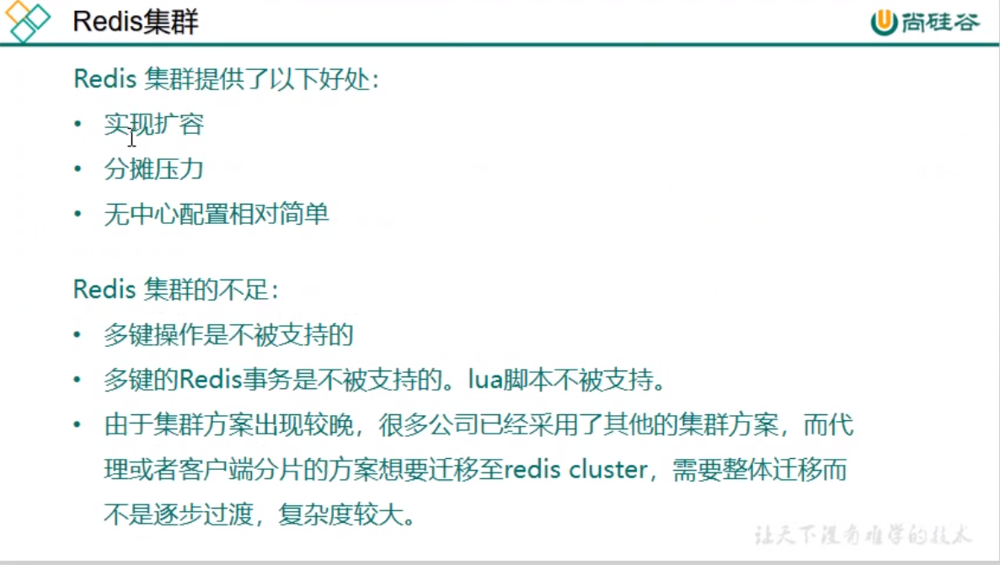 Redis集群
尚硅谷
Redis 集群提供了以下好处：
• 实现扩容
• 分摊压力
• 无中心配置相对简单
Redis 集群的不足：
• 多键操作是不被支持的
• 多键的Redis事务是不被支持的。lua脚本不被支持。
• 由于集群方案出现较晚，很多公司已经采用了其他的集群方案，而代
理或者客户端分片的方案想要迁移至redis cluster，需要整体迁移而
不是逐步过渡，复杂度较大。
让天下没有难学的技术